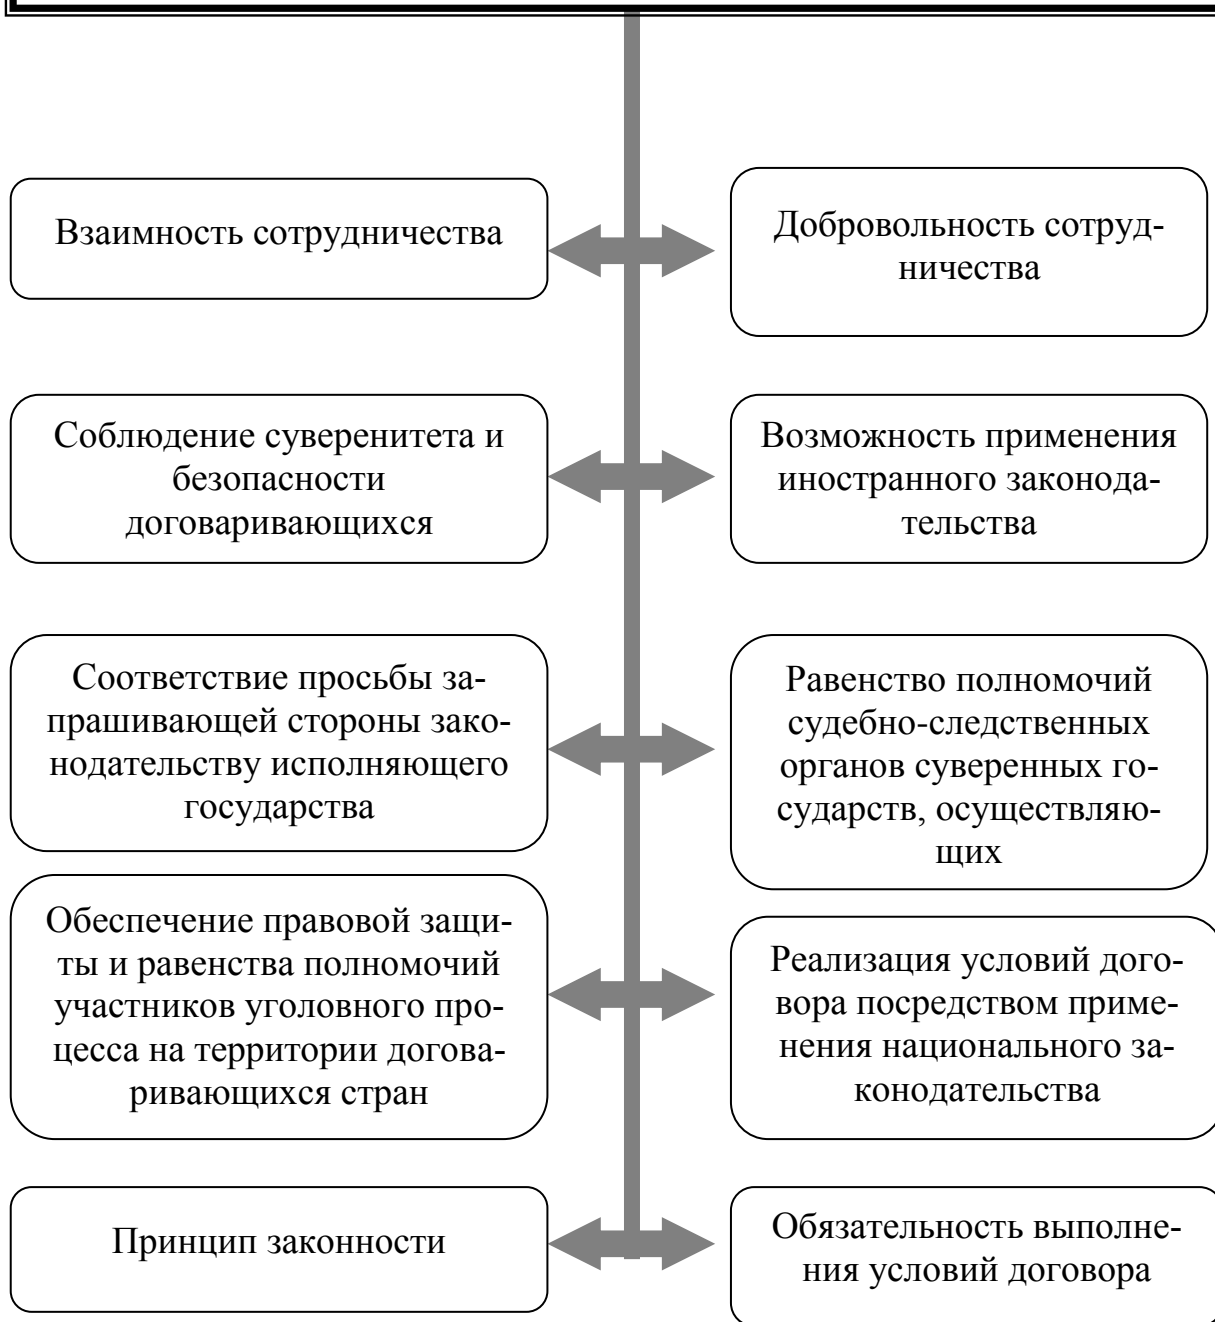 Взаимность сотрудничества
Добровольность сотруд-
ничества
Соблюдение суверенитета и
безопасности
договаривающихся
Возможность применения
иностранного законода-
тельства
Соответствие просьбы за-
прашивающей стороны зако-
нодательству исполняющего
государства
Равенство полномочий
судебно-следственных
органов суверенных го-
сударств, осуществляю-
щих
Обеспечение правовой защи-
ты и равенства полномочий
участников уголовного про-
цесса на территории догова-
ривающихся стран
Реализация условий дого-
вора посредством приме-
нения национального за-
конодательства
Принцип законности
Обязательность выполне-
ния условий договора